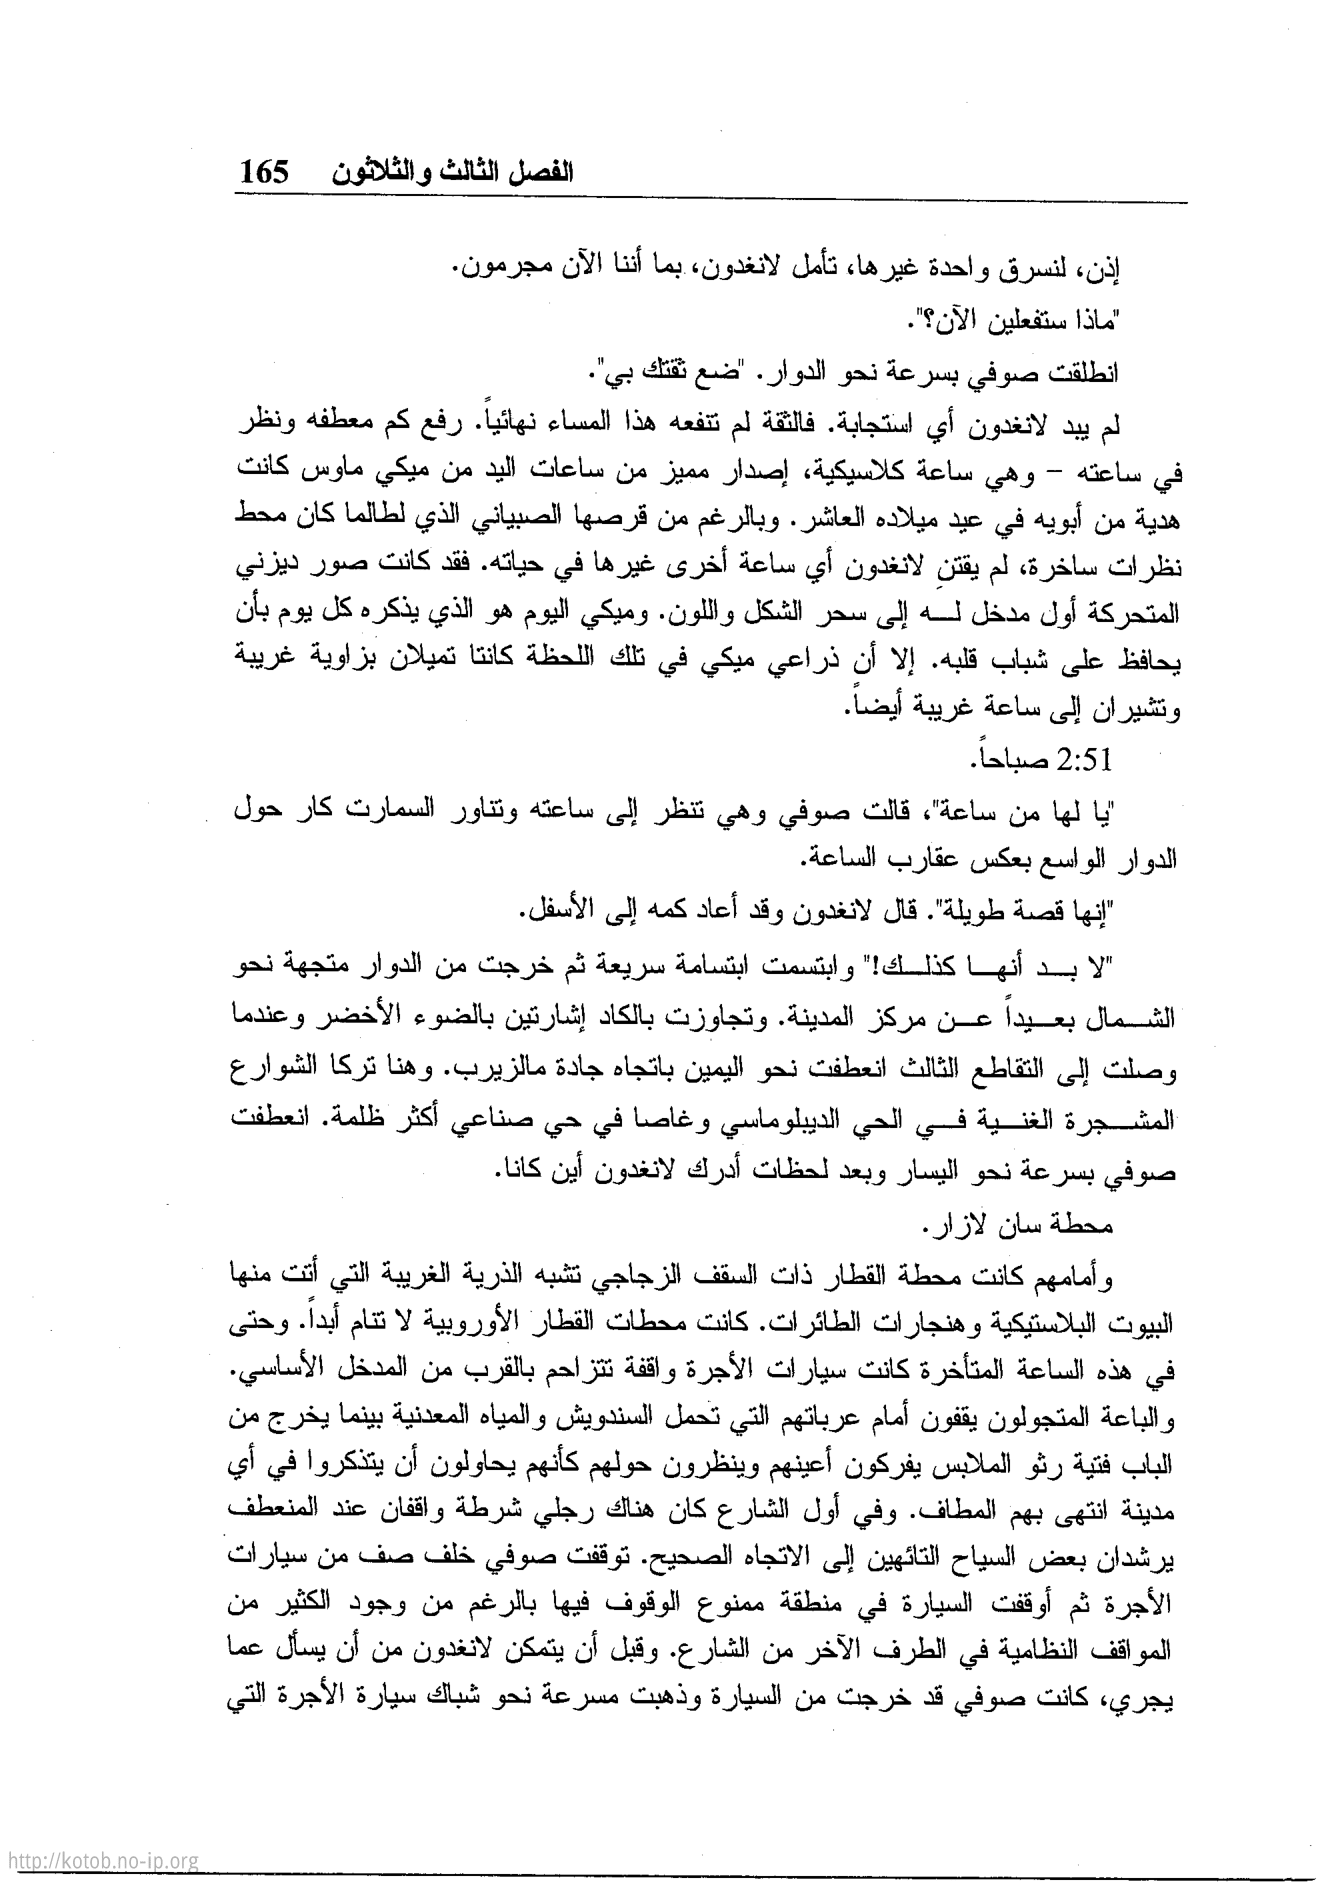 الفصل الثالث والثلاثون 165
إذن، لنسرق واحدة غيرها، تأمل لانغدون، بما أننا الآن مجرمون.
"ماذا ستفعلين الآن؟".
انطلقت صوفي بسرعة نحو الدوار. "ضع ثقتك بي".
لم يبد لانغدون أي استجابة. فالثقة لم تنفعه هذا المساء نهائياً. رفع كم معطفه ونظر
في ساعته – وهي ساعة كلاسيكية، إصدار مميز من ساعات اليد من ميكي ماوس كانت
هدية من أبويه في عيد ميلاده العاشر. وبالرغم من قرصها الصبياني الذي لطالما كان محط
نظرات ساخرة، لم يقتنِ لانغدون أي ساعة أخرى غيرها في حياته. فقد كانت صور ديزني
المتحركة أول مدخل لـــه إلى سحر الشكل واللون. وميكي اليوم هو الذي يذكره كل يوم بأن
يحافظ على شباب قلبه. إلا أن ذراعي ميكي في تلك اللحظة كانتا تميلان بزاوية غريبة
وتشيران إلى ساعة غريبة أيضاً.
2:51 صباحاً.
"يا لها من ساعة"، قالت صوفي وهي تنظر إلى ساعته وتناور السمارت كار حول
الدوار الواسع بعكس عقارب الساعة.
"إنها قصة طويلة". قال لانغدون وقد أعاد كمه إلى الأسفل.
"لا بـــد أنهـــا كذلـــك!" وابتسمت ابتسامة سريعة ثم خرجت من الدوار متجهة نحو
الشـــمال بعـــيداً عـــن مركز المدينة. وتجاوزت بالكاد إشارتين بالضوء الأخضر وعندما
وصلت إلى التقاطع الثالث انعطفت نحو اليمين باتجاه جادة مالزيرب. وهنا تركا الشوارع
المشـــجرة الغنـــية فـــي الحي الديبلوماسي وغاصا في حي صناعي أكثر ظلمة. انعطفت
صوفي بسرعة نحو اليسار وبعد لحظات أدرك لانغدون أين كانا.
محطة سان لازار.
وأمامهم كانت محطة القطار ذات السقف الزجاجي تشبه الذرية الغريبة التي أتت منها
البيوت البلاستيكية وهنجارات الطائرات. كانت محطات القطار الأوروبية لا تنام أبداً. وحتى
في هذه الساعة المتأخرة كانت سيارات الأجرة واقفة تتزاحم بالقرب من المدخل الأساسي.
والباعة المتجولون يقفون أمام عرباتهم التي تحمل السندويش والمياه المعدنية بينما يخرج من
الباب فتية رثو الملابس يفركون أعينهم وينظرون حولهم كأنهم يحاولون أن يتذكروا في أي
مدينة انتهى بهم المطاف. وفي أول الشارع كان هناك رجلي شرطة واقفان عند المنعطف
يرشدان بعض السياح التائهين إلى الاتجاه الصحيح. توقفت صوفي خلف صف من سيارات
الأجرة ثم أوقفت السيارة في منطقة ممنوع الوقوف فيها بالرغم من وجود الكثير من
المواقف النظامية في الطرف الآخر من الشارع. وقبل أن يتمكن لانغدون من أن يسأل عما
يجري، كانت صوفي قد خرجت من السيارة وذهبت مسرعة نحو شباك سيارة الأجرة التي
http://kotob.no-ip.org